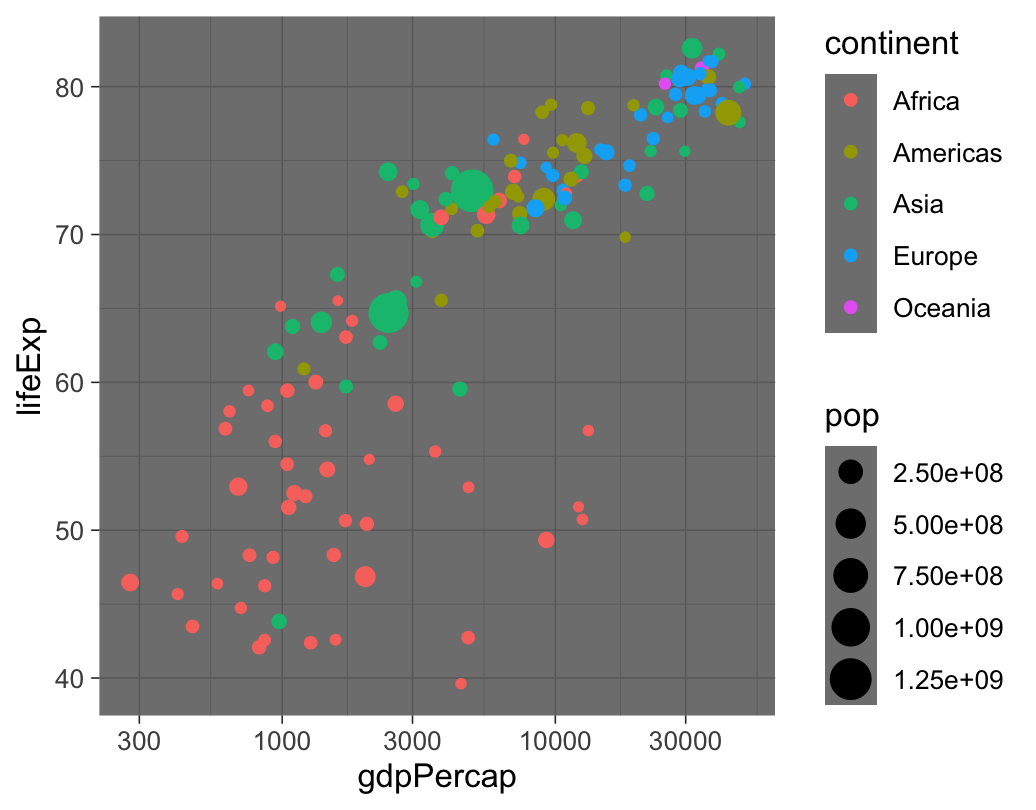 continent
Africa
Americas
Asia
Europe
Oceania
pop
2.50e+08
5.00e+08
7.50e+08
1.00e+09
1.25e+09
lifeExp
80
70
60
50
40
300 1000 3000 10000 30000
gdpPercap